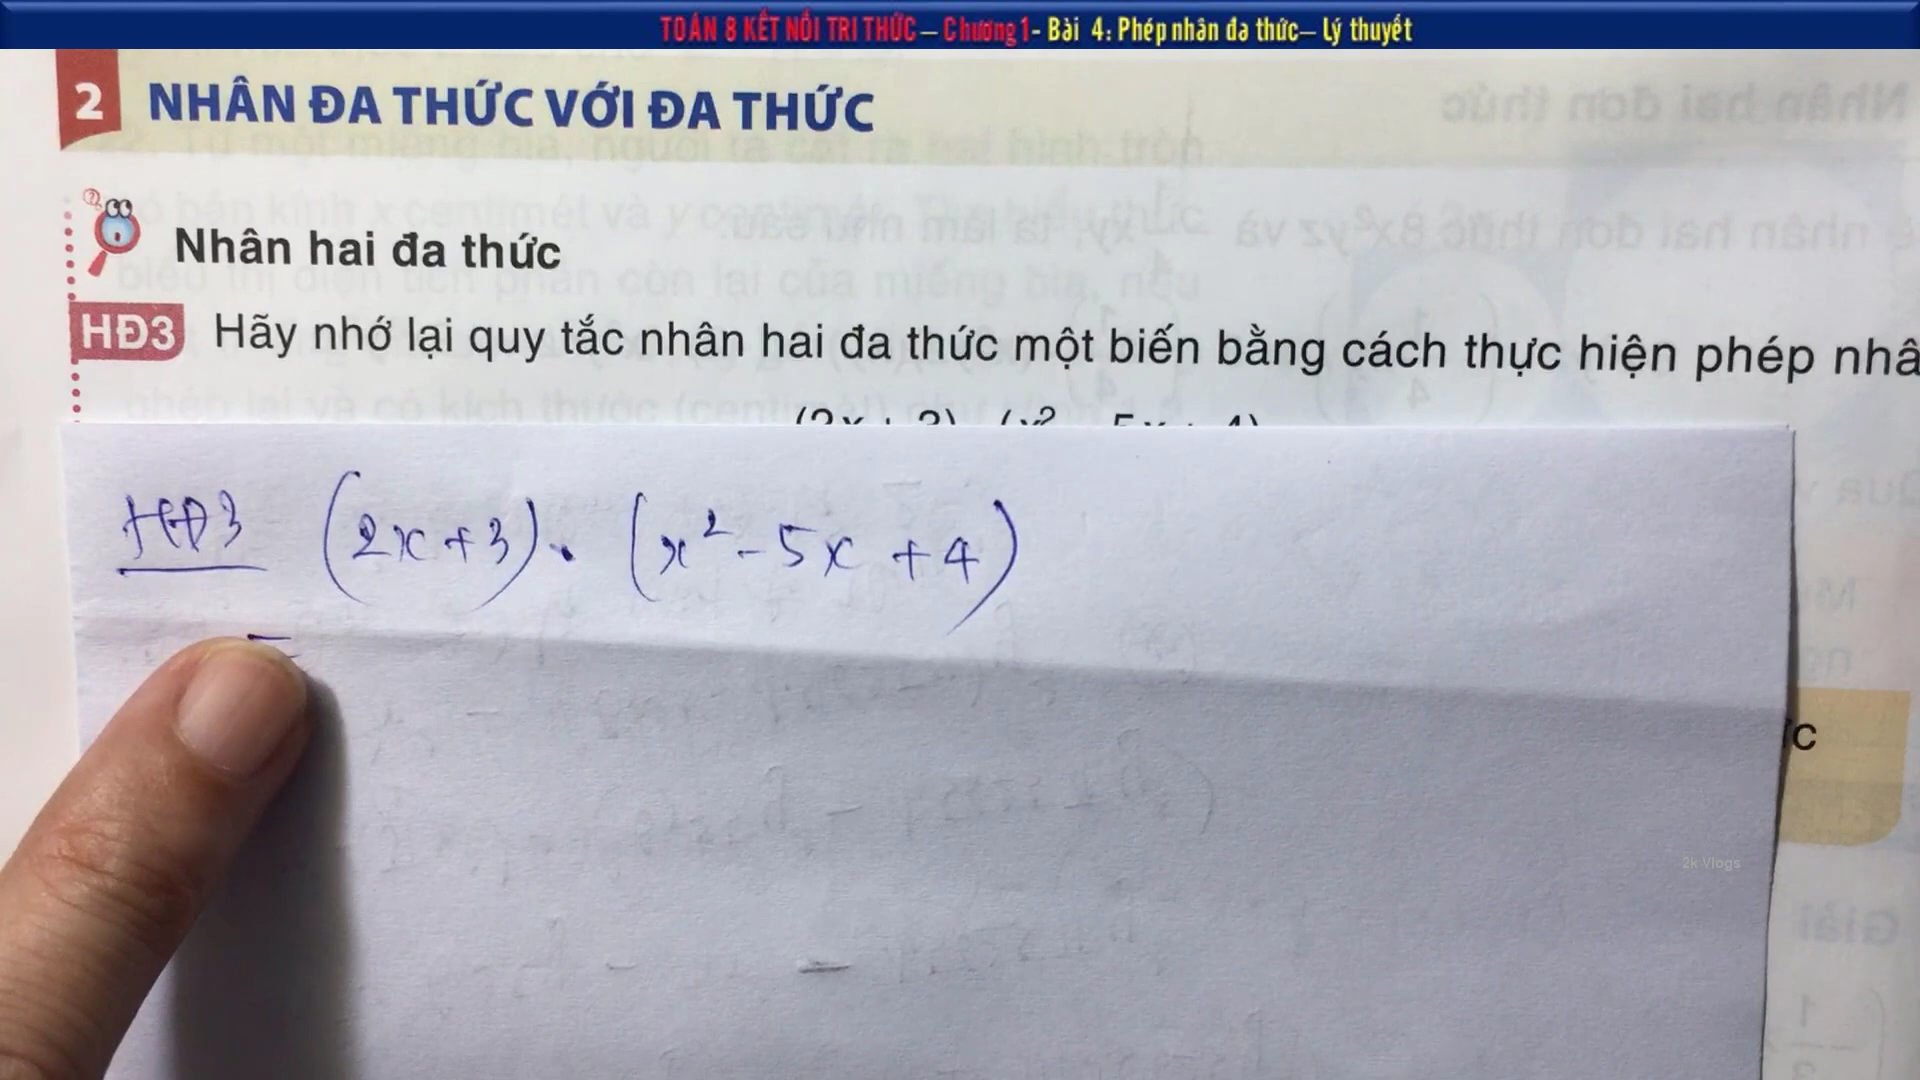 TOÁN 8 KẾT NỐI TRI THỨC – Chương 1- Bài 4: Phép nhân đa thức– Lý thuyết
2 NHÂN ĐA THỨC VỚI ĐA THỨC
Nhân hai đa thức
HĐ3 Hãy nhớ lại quy tắc nhân hai đa thức một biến bằng cách thực hiện phép nhâ
HĐ3 (2x+3). (x²-5x+4)
=
2k Vlogs